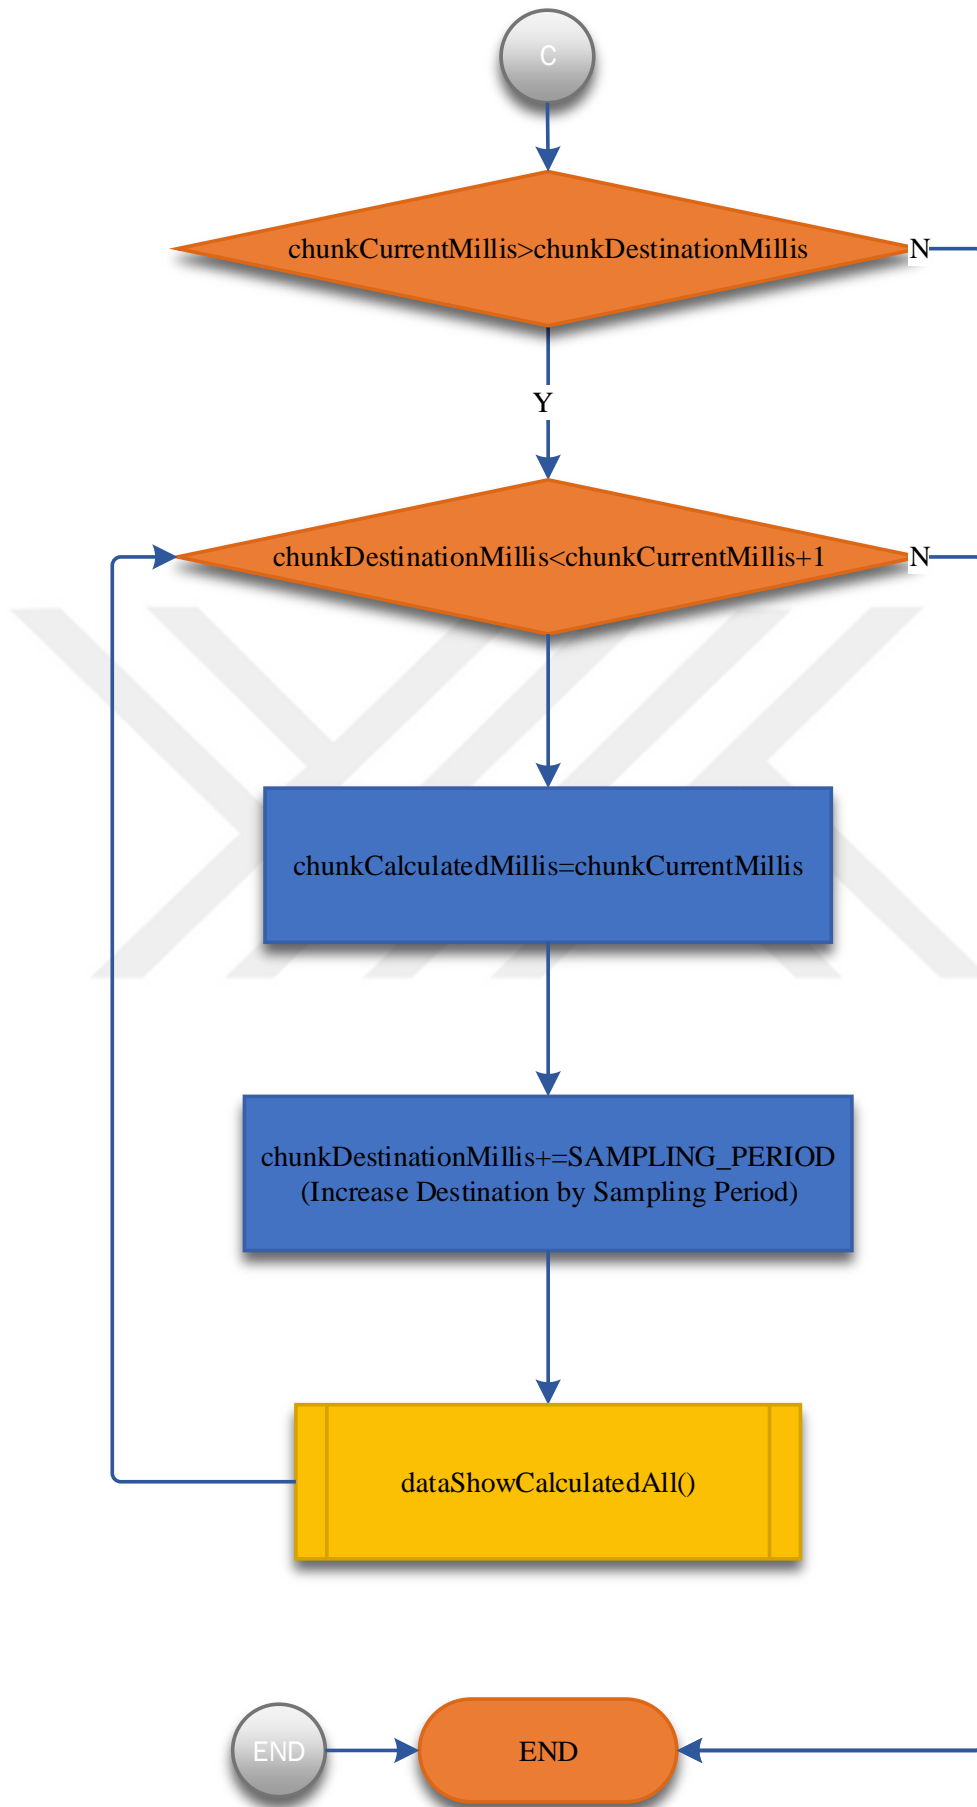 C
chunkCurrentMillis>chunkDestinationMillis
N
Y
chunkDestinationMillis<chunkCurrentMillis+1
N
chunkCalculatedMillis=chunkCurrentMillis
chunkDestinationMillis+=SAMPLING_PERIOD
(Increase Destination by Sampling Period)
dataShowCalculatedAll()
END
END